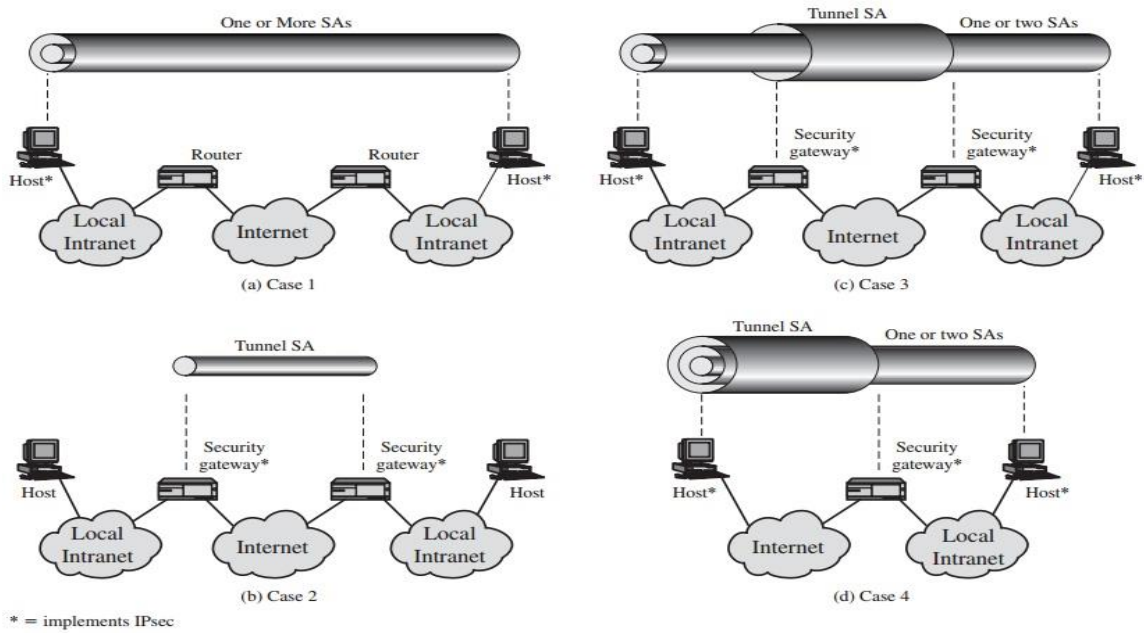 One or More SAs
Router
Router
Host*
Host*
Local
Intranet
Internet
Local
Intranet
(a) Case 1
Tunnel SA
Security
gateway*
Security
gateway*
Host
Host
Local
Intranet
Internet
Local
Intranet
(b) Case 2
* = implements IPsec
Tunnel SA
One or two SAs
Security
gateway*
Security
gateway*
Host*
Host*
Local
Intranet
Internet
Local
Intranet
(c) Case 3
Tunnel SA
One or two SAs
Security
gateway*
Host*
Host*
Internet
Local
Intranet
(d) Case 4